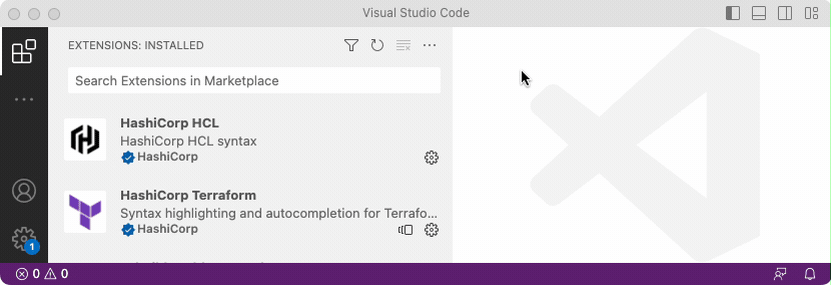 Visual Studio Code
EXTENSIONS: INSTALLED
Search Extensions in Marketplace
HashiCorp HCL
HashiCorp HCL syntax
HashiCorp
HashiCorp Terraform
Syntax highlighting and autocompletion for Terrafo...
HashiCorp
1
0 0